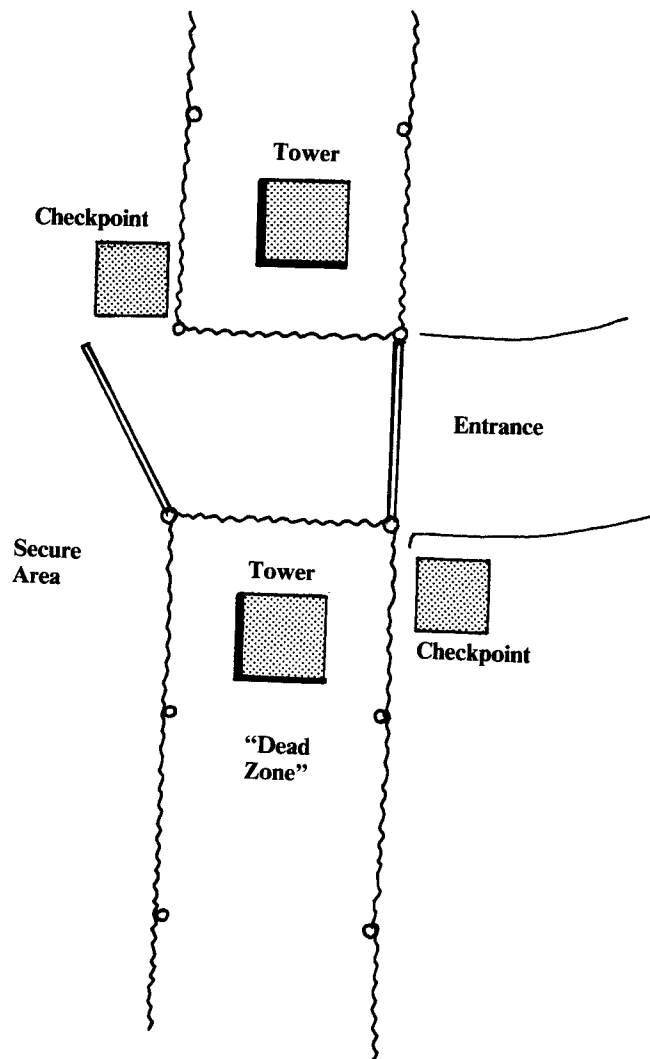 Tower
Checkpoint
Entrance
Secure
Area
Tower
Checkpoint
“Dead
Zone”